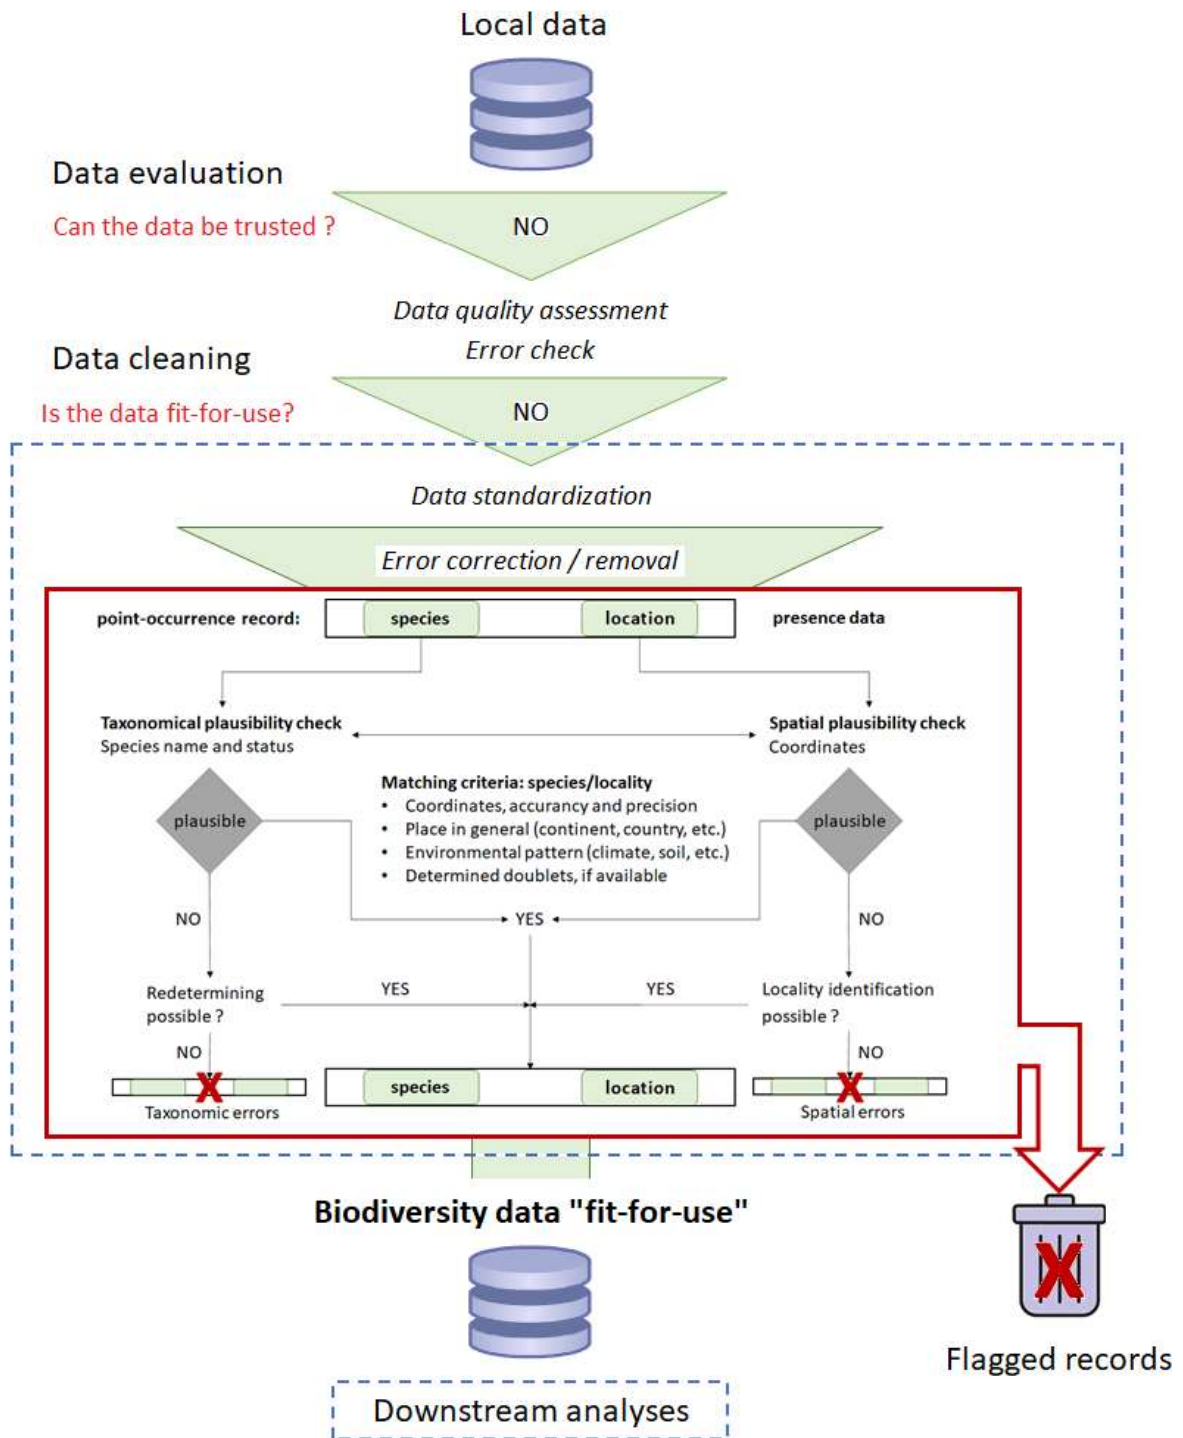 Local data
Data evaluation
Can the data be trusted ?
NO
Data quality assessment
Error check
Data cleaning
Is the data fit-for-use?
NO
Data standardization
Error correction / removal
point-occurrence record:
species
location
presence data
Taxonomical plausibility check
Species name and status
Spatial plausibility check
Coordinates
Matching criteria: species/locality
• Coordinates, accurancy and precision
• Place in general (continent, country, etc.)
• Environmental pattern (climate, soil, etc.)
• Determined doublets, if available
plausible
plausible
YES
NO
NO
Redetermining
possible ?
YES
YES
Locality identification
possible ?
NO
NO
X
X
species
location
Taxonomic errors
Spatial errors
Biodiversity data "fit-for-use"
X
Flagged records
Downstream analyses